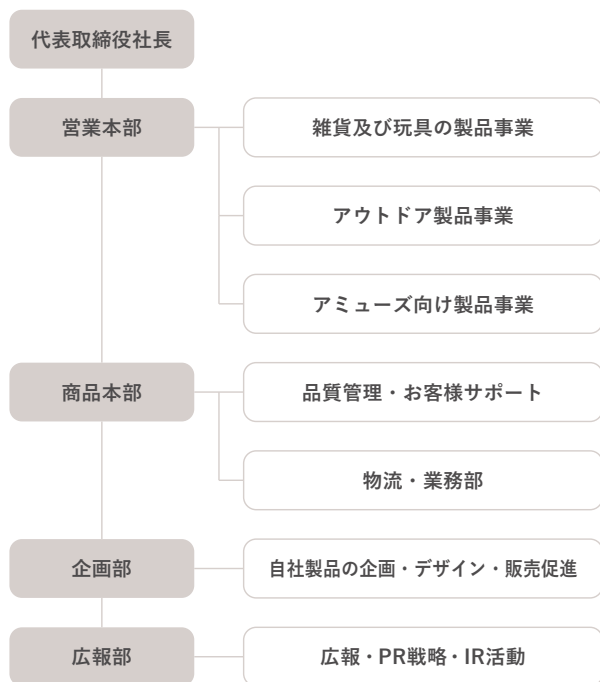 代表取締役社長
営業本部
雑貨及び玩具の製品事業
アウトドア製品事業
アミューズ向け製品事業
商品本部
品質管理・お客様サポート
物流・業務部
企画部
自社製品の企画・デザイン・販売促進
広報部
広報・PR戦略・IR活動